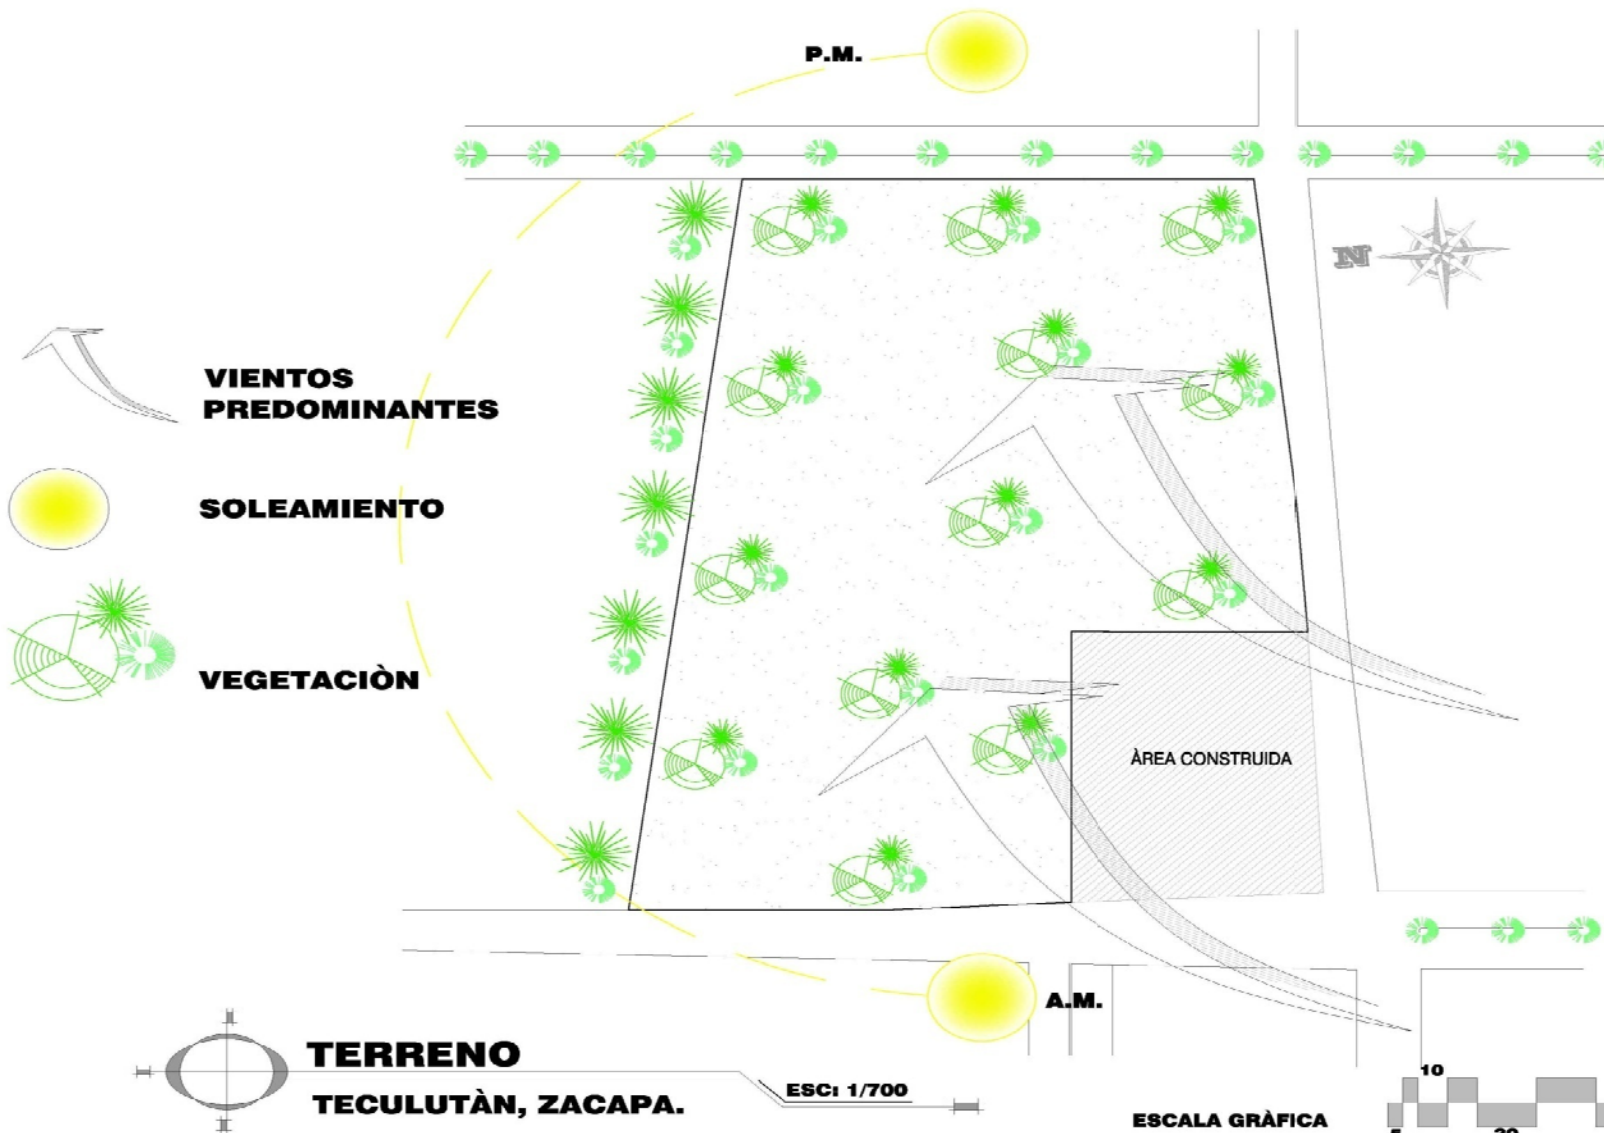 P.M.
N
VIENTOS
PREDOMINANTES
SOLEAMIENTO
VEGETACIÒN
ÀREA CONSTRUIDA
A.M.
TERRENO
TECULUTÀN, ZACAPA.
ESC: 1/700
ESCALA GRÀFICA
10